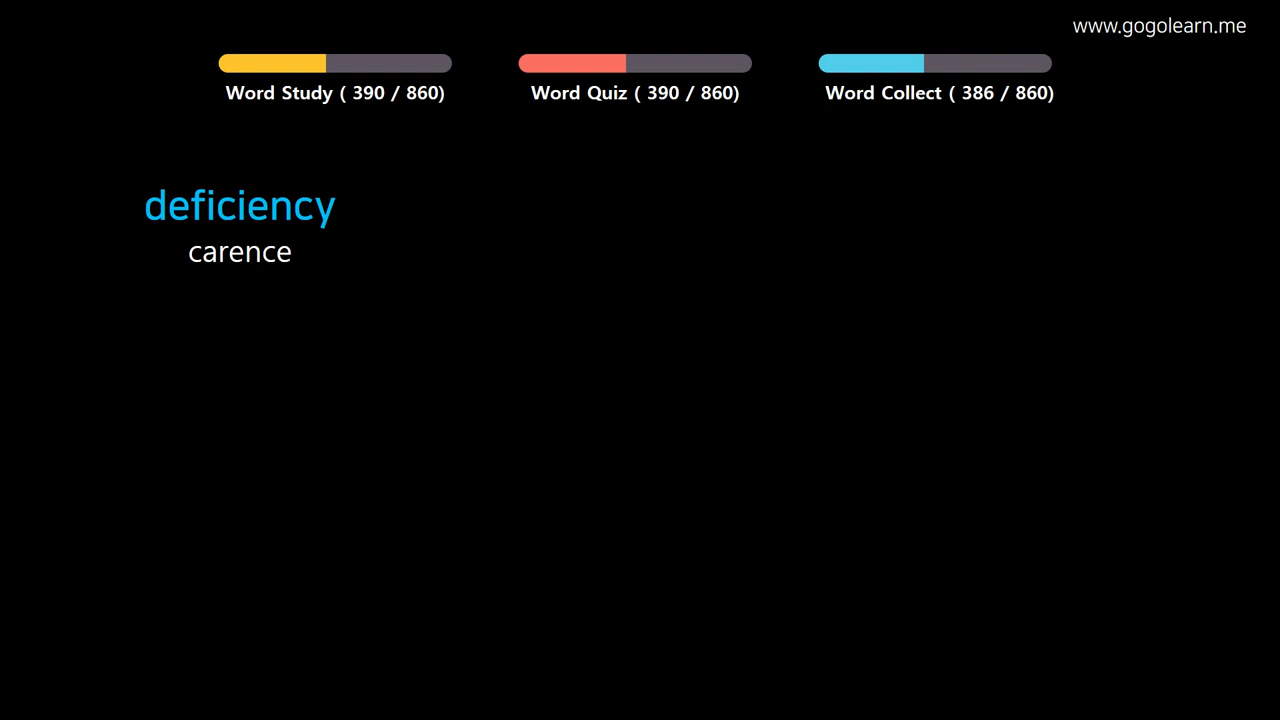 www.gogolearn.me
Word Study ( 390 / 860)
Word Quiz ( 390 / 860)
Word Collect ( 386 / 860)
deficiency
carence